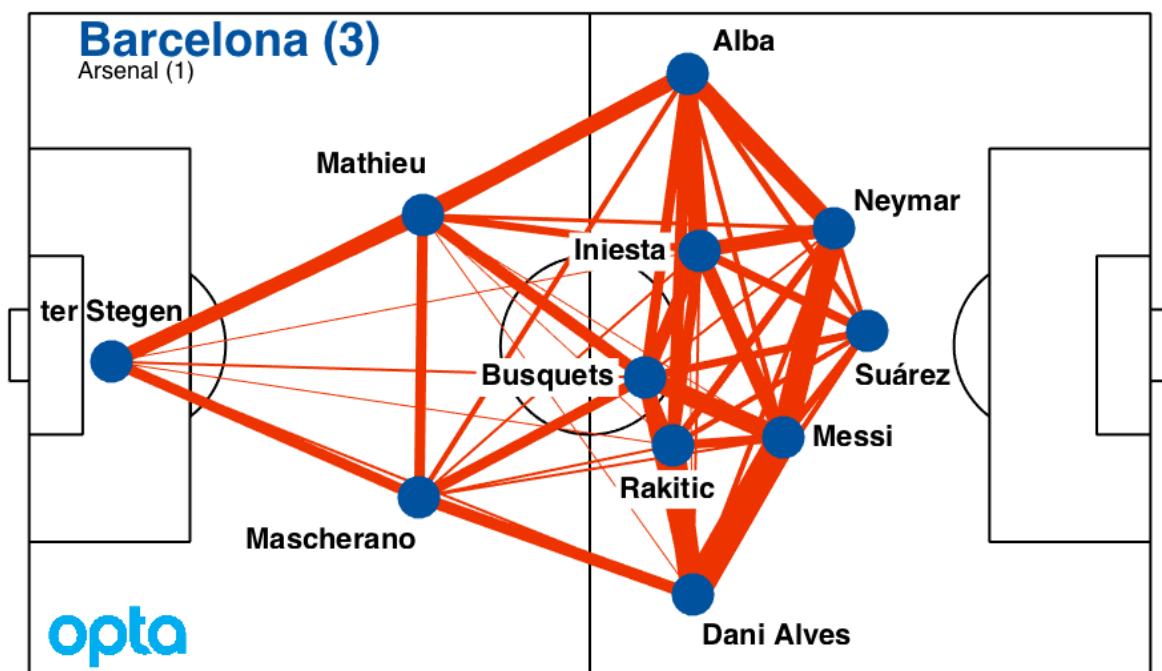 Barcelona (3)
Arsenal (1)
Alba
Mathieu
Neymar
Iniesta
ter Stegen
Busquets
Suárez
Messi
Rakitic
Mascherano
Dani Alves
opta